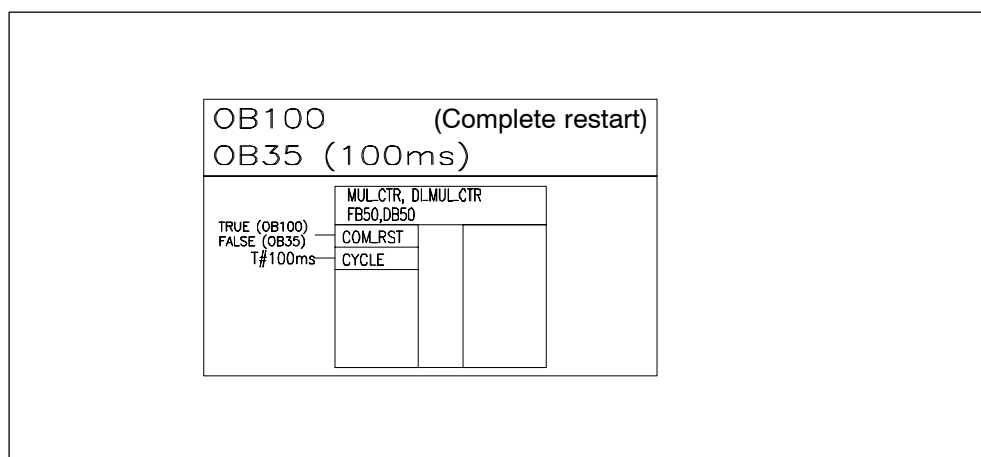 OB100 (Complete restart)
OB35 (100ms)
MUL_CTR, DI_MUL_CTR
FB50,DB50
TRUE (OB100)
FALSE (OB35)
COM_RST
T#100ms
CYCLE